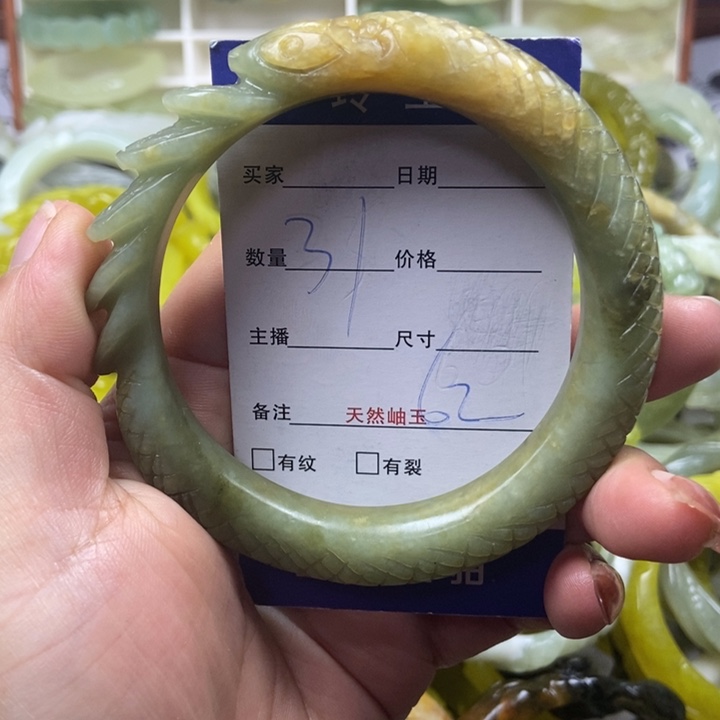 买家 日期
数量 31 价格
主播 尺寸 62
备注 天然岫玉
□有纹 □有裂